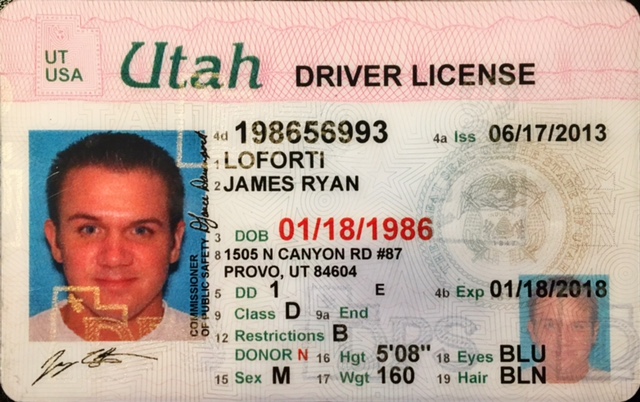 UT
USA
Utah DRIVER LICENSE
4d 198656993 4a Iss 06/17/2013
1 LOFORTI
2 JAMES RYAN
3 DOB 01/18/1986
8 1505 N CANYON RD #87
PROVO, UT 84604
5 DD 1 E 4b Exp 01/18/2018
9 Class D 9a End
12 Restrictions B
DONOR N 16 Hgt 5'08" 18 Eyes BLU
15 Sex M 17 Wgt 160 19 Hair BLN
COMMISSIONER
OF PUBLIC SAFETY